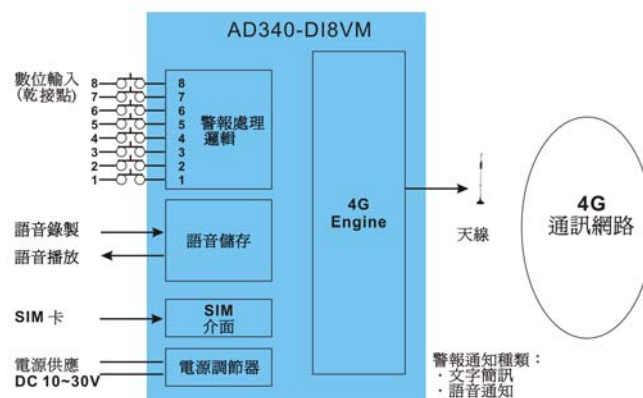 AD340-DI8VM
數位輸入
(乾接點)
8
7
6
5
4
3
2
1
8
7
6
5
4
3
2
1
警報處理
邏輯
語音錄製
語音播放
語音儲存
SIM 卡
SIM
介面
電源供應
DC 10~30V
電源調節器
4G
Engine
天線
4G
通訊網路
警報通知種類：
· 文字簡訊
· 語音通知